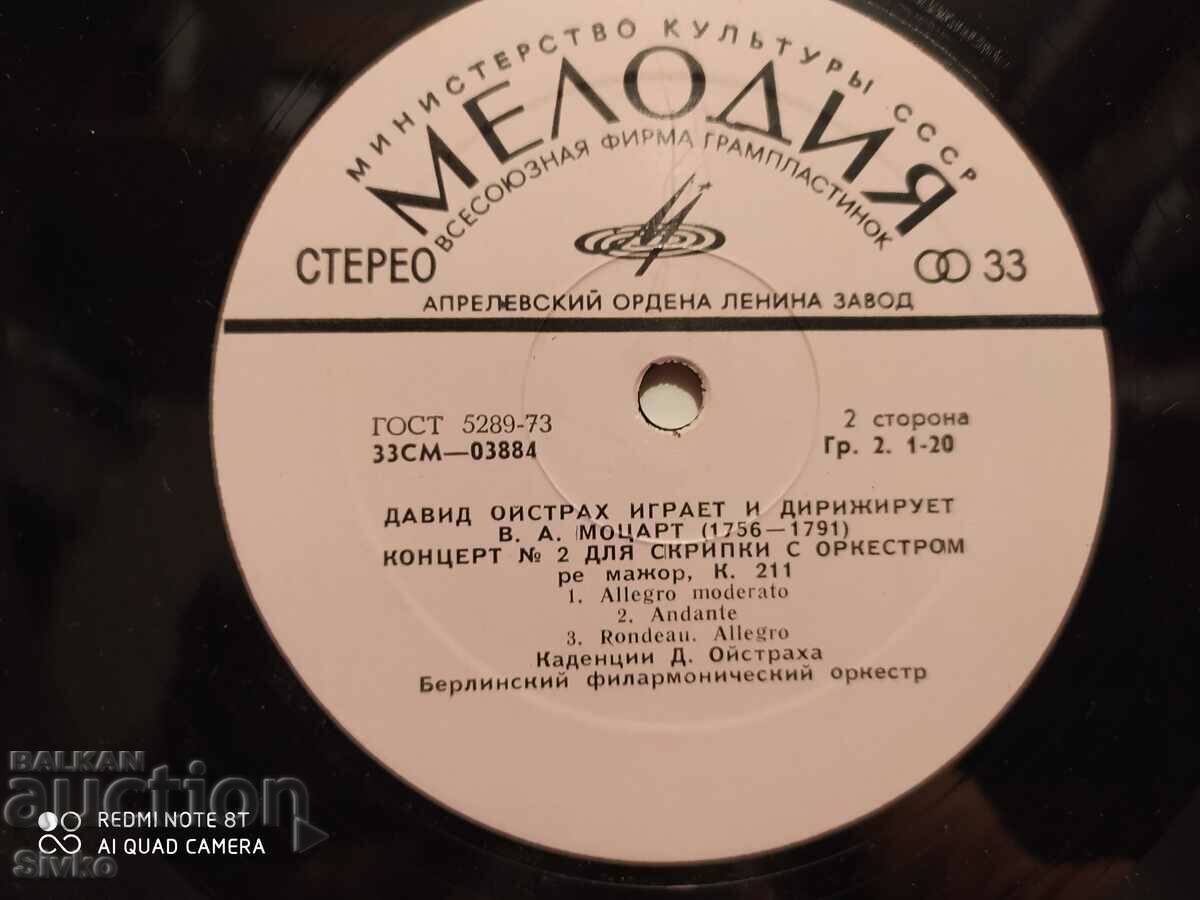 МИНИСТЕРСТВО КУЛЬТУРЫ СССР
МЕЛОДИЯ
ВСЕСОЮЗНАЯ ФИРМА ГРАМПЛАСТИНОК
СТЕРЕО
33
АПРЕЛЕВСКИЙ ОРДЕНА ЛЕНИНА ЗАВОД
ГОСТ 5289-73
2 сторона
33СМ—03884
Гр. 2. 1-20
ДАВИД ОЙСТРАХ ИГРАЕТ И ДИРИЖИРУЕТ
В. А. МОЦАРТ (1756—1791)
КОНЦЕРТ № 2 ДЛЯ СКРИПКИ С ОРКЕСТРОМ
ре мажор, К. 211
1. Allegro moderato
2. Andante
3. Rondeau. Allegro
Каденции Д. Ойстраха
Берлинский филармонический оркестр
BALKAN
auction
REDMI NOTE 8T
AI QUAD CAMERA
Sivko